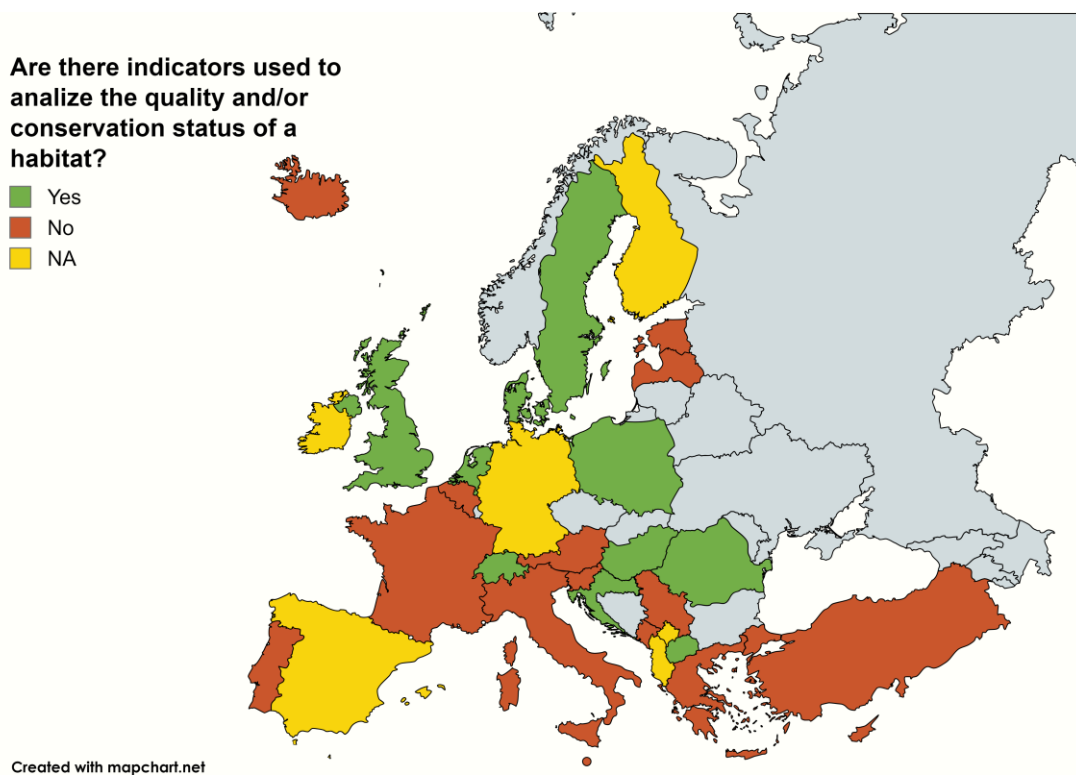 Are there indicators used to
analize the quality and/or
conservation status of a
habitat?
Yes
No
NA
Created with mapchart.net